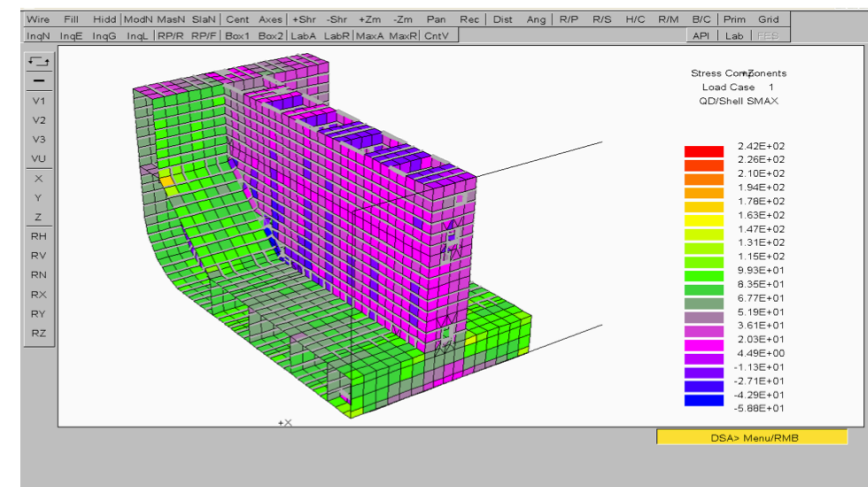 Wire Fill Hidd ModN MasN SlaN Cent Axes +Shr -Shr +Zm -Zm Pan Rec Dist Ang R/P R/S H/C R/M B/C Prim Grid
InqN InqE InqG InqL RP/R RP/F Box1 Box2 LabA LabR MaxA MaxR CntV API Lab FES
V1
V2
V3
VU
X
Y
Z
RH
RV
RN
RX
RY
RZ
Stress Components
Load Case 1
QD/Shell SMAX
2.42E+02
2.26E+02
2.10E+02
1.94E+02
1.78E+02
1.63E+02
1.47E+02
1.31E+02
1.15E+02
9.93E+01
8.35E+01
6.77E+01
5.19E+01
3.61E+01
2.03E+01
4.49E+00
-1.13E+01
-2.71E+01
-4.29E+01
-5.88E+01
+X
DSA> Menu/RMB